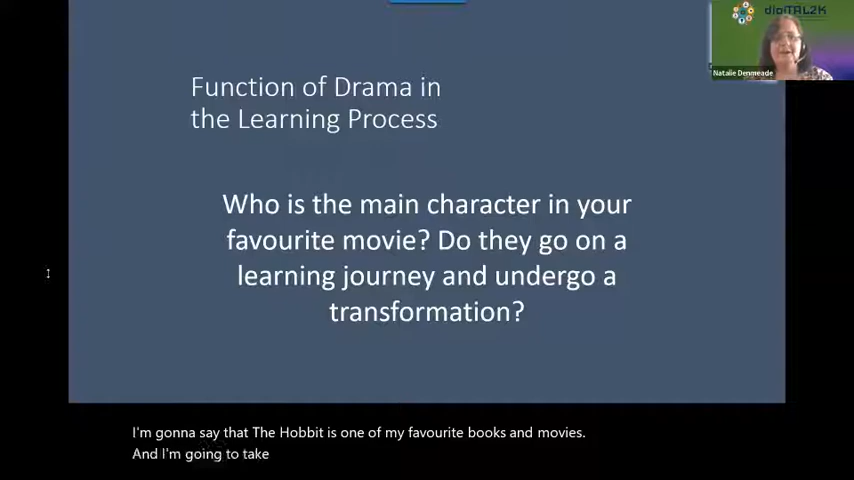 digiTAL2K
Natalie Denmeade
Function of Drama in
the Learning Process
Who is the main character in your
favourite movie? Do they go on a
learning journey and undergo a
transformation?
I'm gonna say that The Hobbit is one of my favourite books and movies.
And I'm going to take